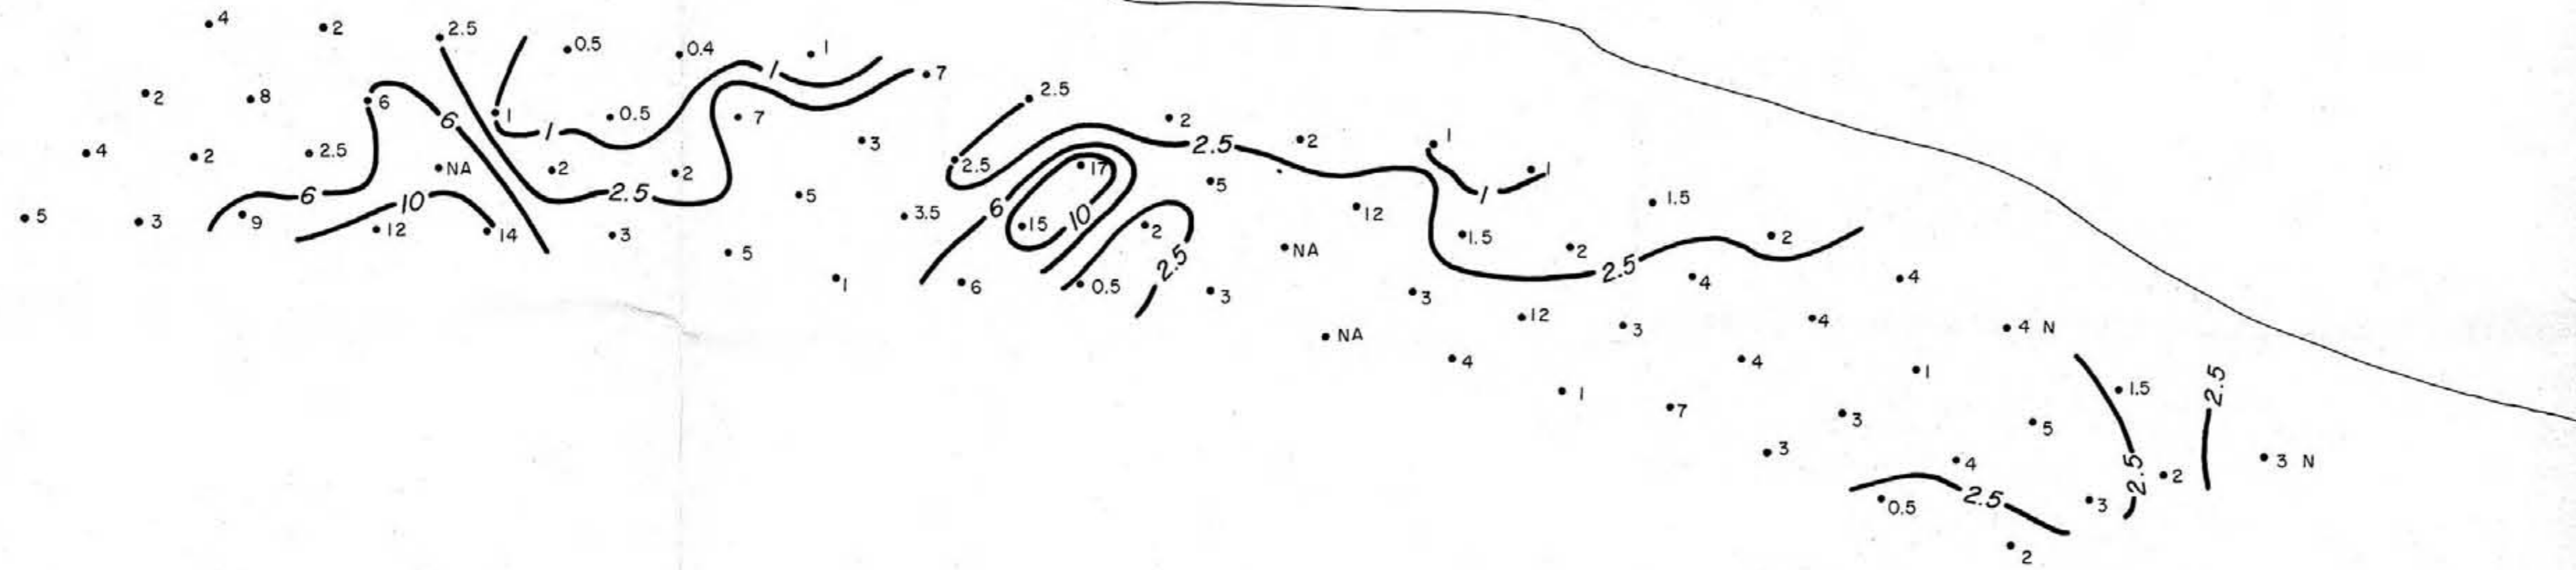 4 2 2.5 0.5 0.4 1
1 7
2 8 6 6 1 1 0.5 7 2.5
4 2 2.5 NA 2 2 3 2.5 17 2 2.5 2 1 1
5 3 9 6 12 10 14 2.5 3 5 5 3.5 6 15 10 2 5 12 1 1.5
5 1 6 0.5 2.5 3 NA 1.5 2 2.5 2 4 4
NA 3 12 3 4 4 N
4 1 7 4 1 1.5 2.5
3 3 5 3 N
4 2.5 2
0.5 2.5 3
2